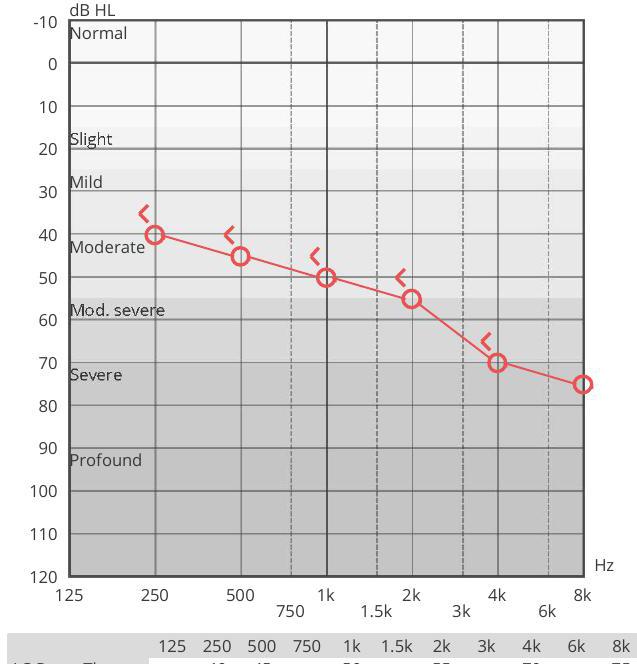 dB HL
-10
Normal
0
10
Slight
20
Mild
30
40
Moderate
50
Mod. severe
60
70
Severe
80
90
Profound
100
110
120
Hz
125 250 500 1k 2k 4k 8k
750 1.5k 3k 6k
125 250 500 750 1k 1.5k 2k 3k 4k 6k 8k